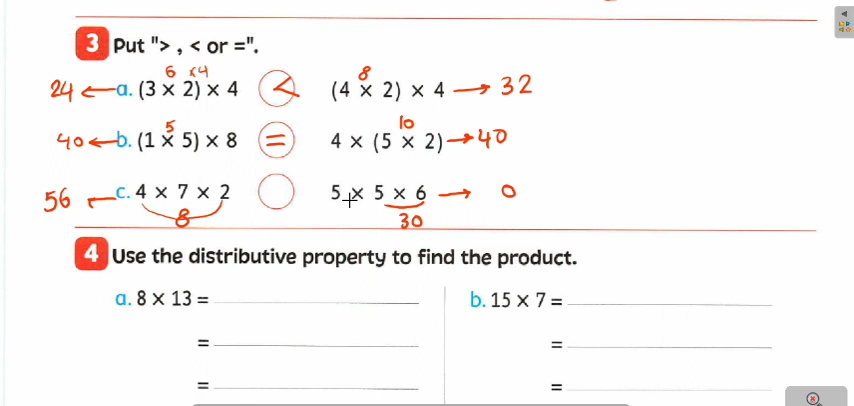 3 Put ">, < or =".
6 ×4 8
24 ← a. (3 × 2) × 4 < (4 × 2) × 4 → 32
5 10
40 ← b. (1 × 5) × 8 = 4 × (5 × 2) → 40
56 ← c. 4 × 7 × 2 5 × 5 × 6 → 0
8 30
4 Use the distributive property to find the product.
a. 8 × 13 = b. 15 × 7 =
= =
= =